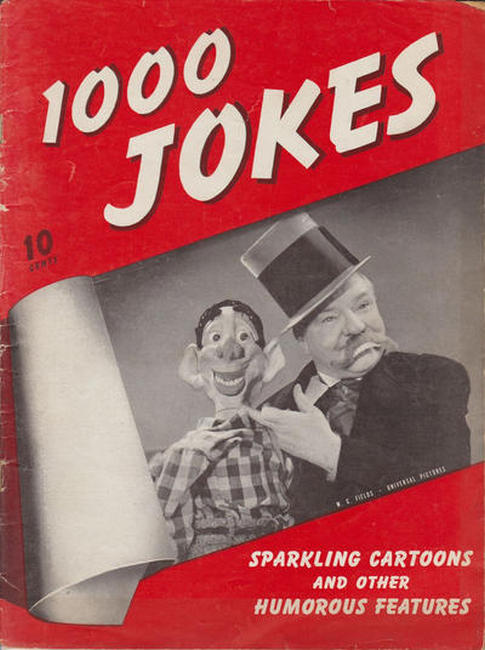 1000
JOKES
10
CENTS
W. C. FIELDS - UNIVERSAL PICTURES
SPARKLING CARTOONS
AND OTHER
HUMOROUS FEATURES